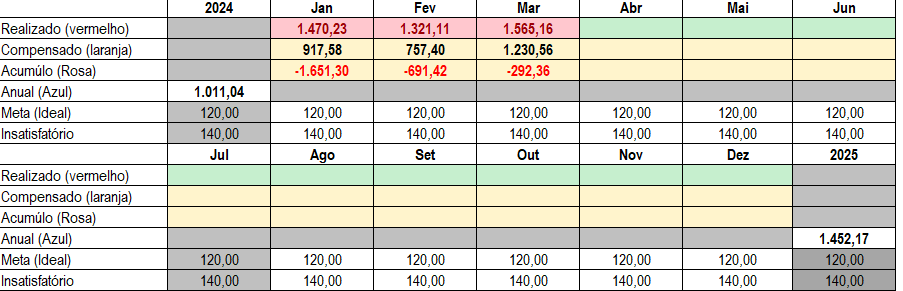 2024 Jan Fev Mar Abr Mai Jun
Realizado (vermelho) 1.470,23 1.321,11 1.565,16
Compensado (laranja) 917,58 757,40 1.230,56
Acumúlo (Rosa) -1.651,30 -691,42 -292,36
Anual (Azul) 1.011,04
Meta (Ideal) 120,00 120,00 120,00 120,00 120,00 120,00 120,00
Insatisfatório 140,00 140,00 140,00 140,00 140,00 140,00 140,00
Jul Ago Set Out Nov Dez 2025
Realizado (vermelho)
Compensado (laranja)
Acumúlo (Rosa)
Anual (Azul) 1.452,17
Meta (Ideal) 120,00 120,00 120,00 120,00 120,00 120,00 120,00
Insatisfatório 140,00 140,00 140,00 140,00 140,00 140,00 140,00